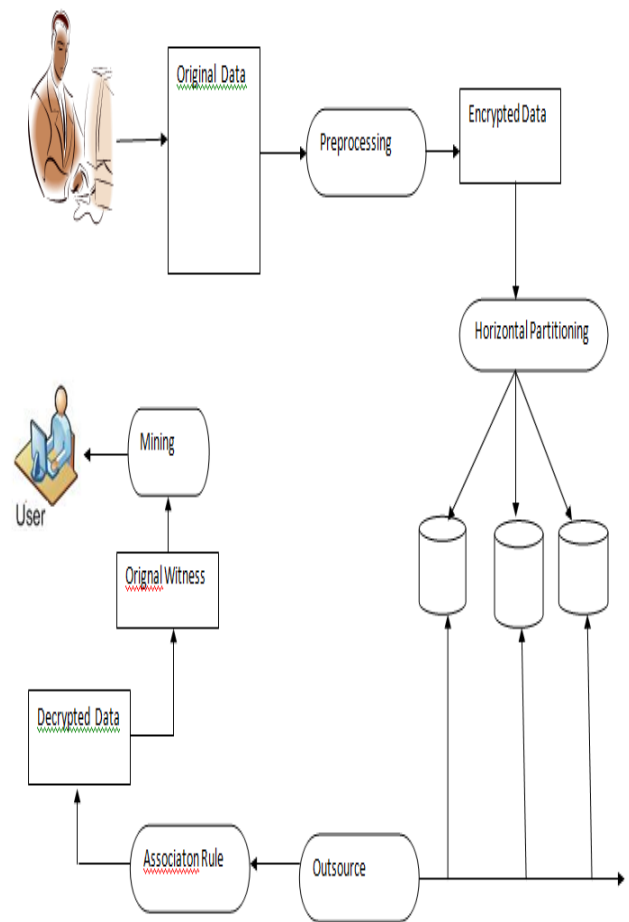 Original Data
Preprocessing
Encrypted Data
Horizontal Partitioning
Mining
User
Orignal Witness
Decrypted Data
Associaton Rule
Outsource